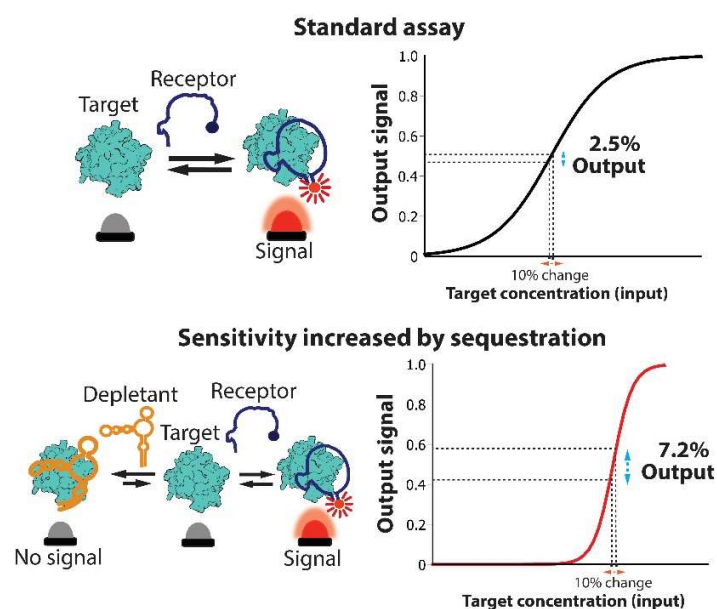 Standard assay
Receptor
Target
Signal
Output signal
1.0
0.8
0.6
0.4
0.2
0
2.5%
Output
10% change
Target concentration (input)
Sensitivity increased by sequestration
Depletant
Receptor
Target
No signal
Signal
Output signal
1.0
0.8
0.6
0.4
0.2
0
7.2%
Output
10% change
Target concentration (input)